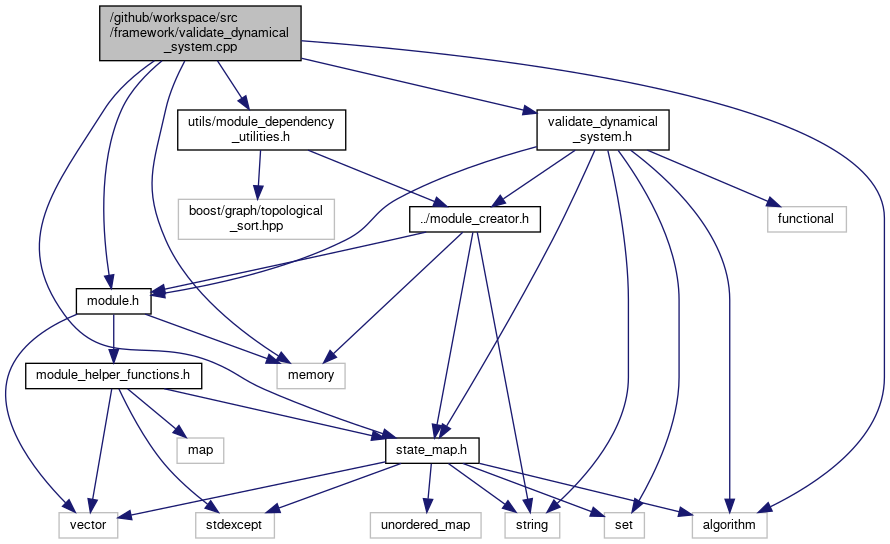 /github/workspace/src
/framework/validate_dynamical
_system.cpp
utils/module_dependency
_utilities.h
validate_dynamical
_system.h
boost/graph/topological
_sort.hpp
../module_creator.h
functional
module.h
module_helper_functions.h
memory
map
state_map.h
vector
stdexcept
unordered_map
string
set
algorithm